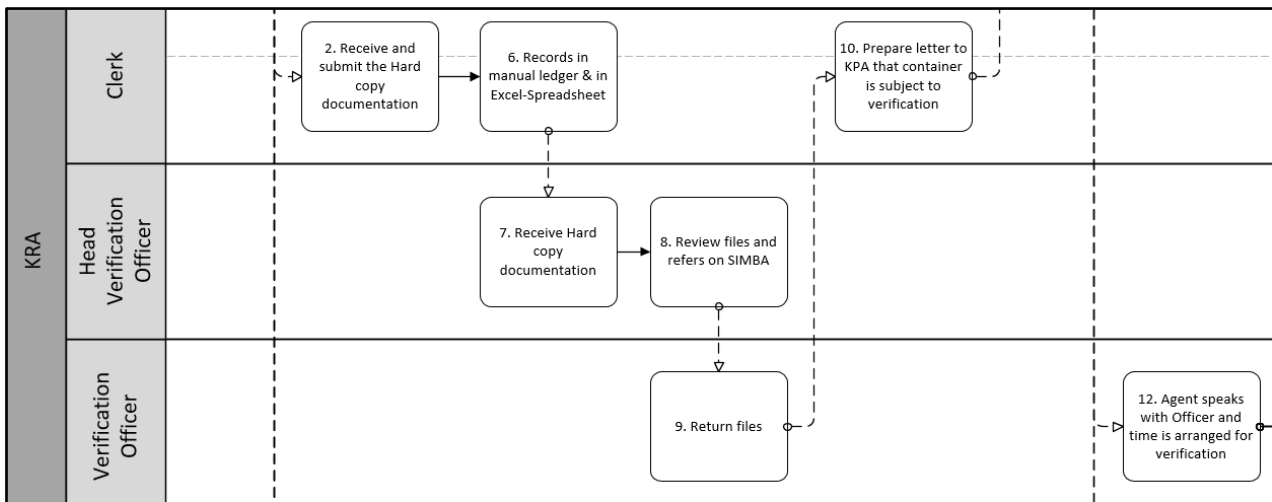 KRA
Clerk
2. Receive and
submit the Hard
copy
documentation
6. Records in
manual ledger & in
Excel-Spreadsheet
10. Prepare letter to
KPA that container
is subject to
verification
Head
Verification
Officer
7. Receive Hard
copy
documentation
8. Review files and
refers on SIMBA
Verification
Officer
9. Return files
12. Agent speaks
with Officer and
time is arranged for
verification